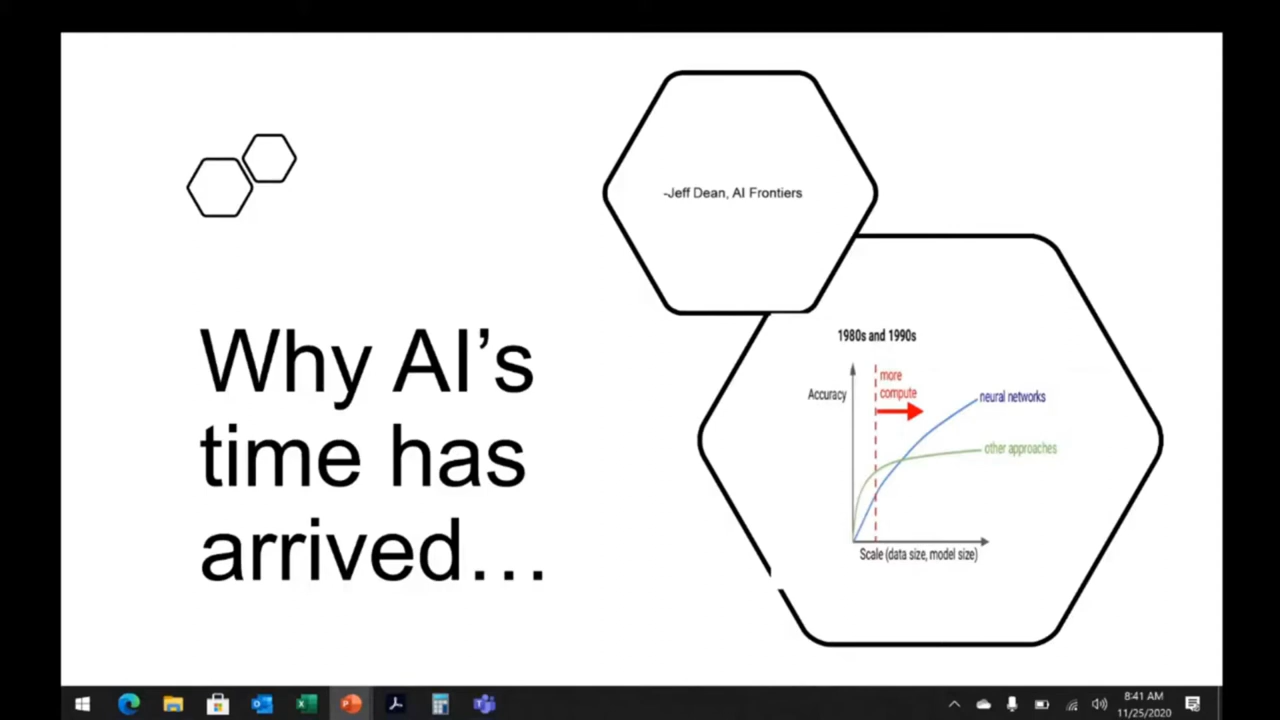 -Jeff Dean, AI Frontiers
Why AI’s
time has
arrived…
1980s and 1990s
more
compute
Accuracy
neural networks
other approaches
Scale (data size, model size)
8:41 AM
11/25/2020